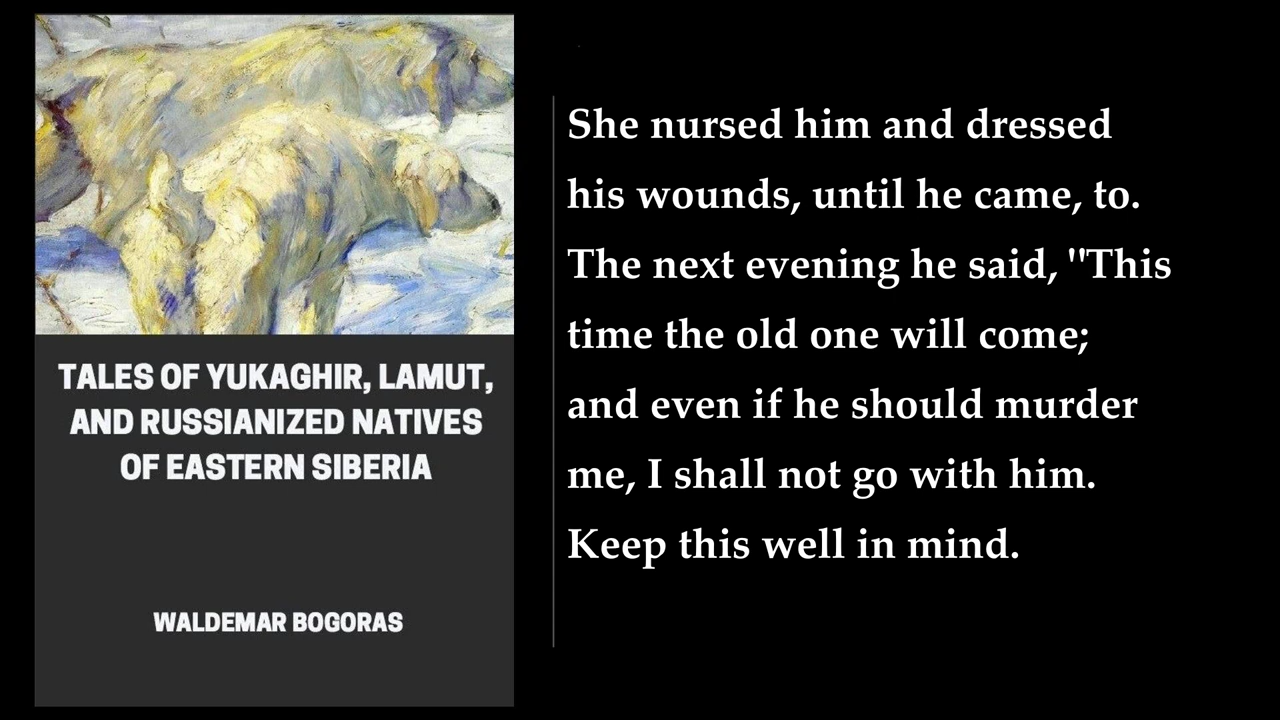 TALES OF YUKAGHIR, LAMUT,
AND RUSSIANIZED NATIVES
OF EASTERN SIBERIA
WALDEMAR BOGORAS
She nursed him and dressed
his wounds, until he came, to.
The next evening he said, "This
time the old one will come;
and even if he should murder
me, I shall not go with him.
Keep this well in mind.